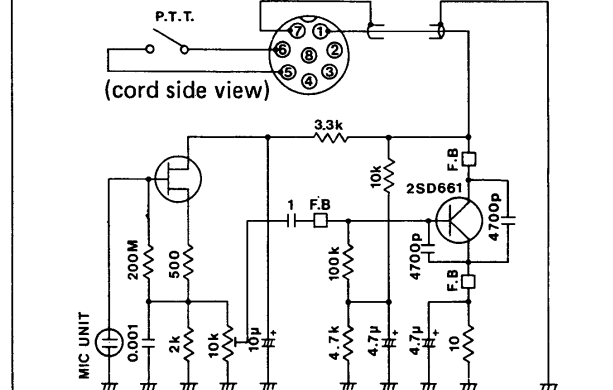 P.T.T.
7
1
6
8
2
5
4
3
(cord side view)
3.3k
F.B
10k
2SD661
1
F.B
4700p
200M
500
100k
4700p
F.B
MIC UNIT
0.001
2k
10k
10μ
+
4.7k
4.7μ
+
4.7μ
+
10